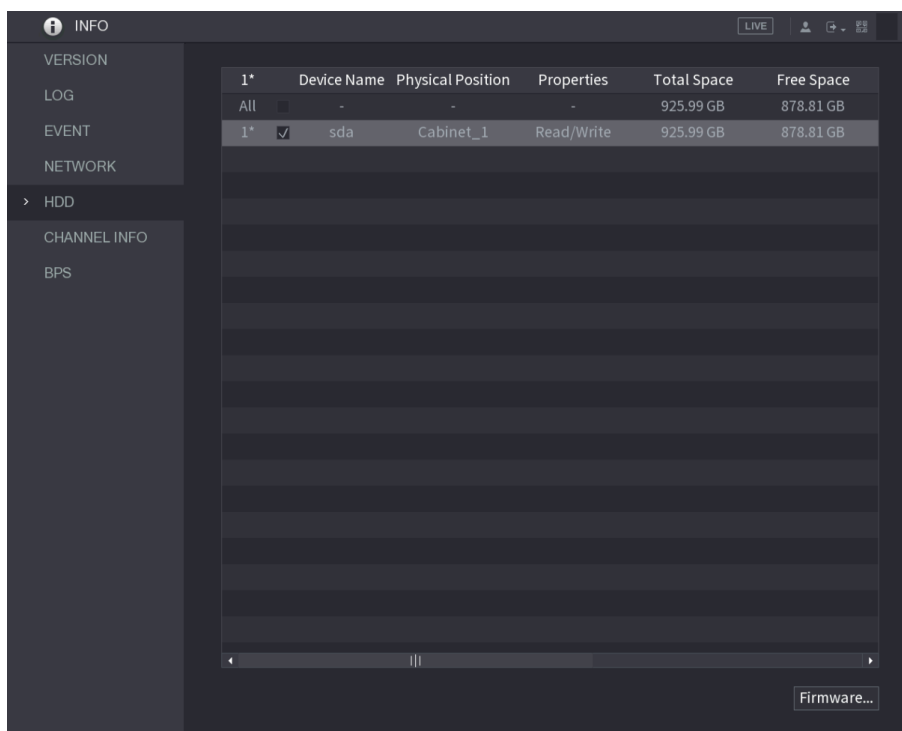 INFO LIVE
VERSION
LOG
EVENT
NETWORK
HDD
CHANNEL INFO
BPS
1* Device Name Physical Position Properties Total Space Free Space
All - - - 925.99 GB 878.81 GB
1* sda Cabinet_1 Read/Write 925.99 GB 878.81 GB
Firmware...